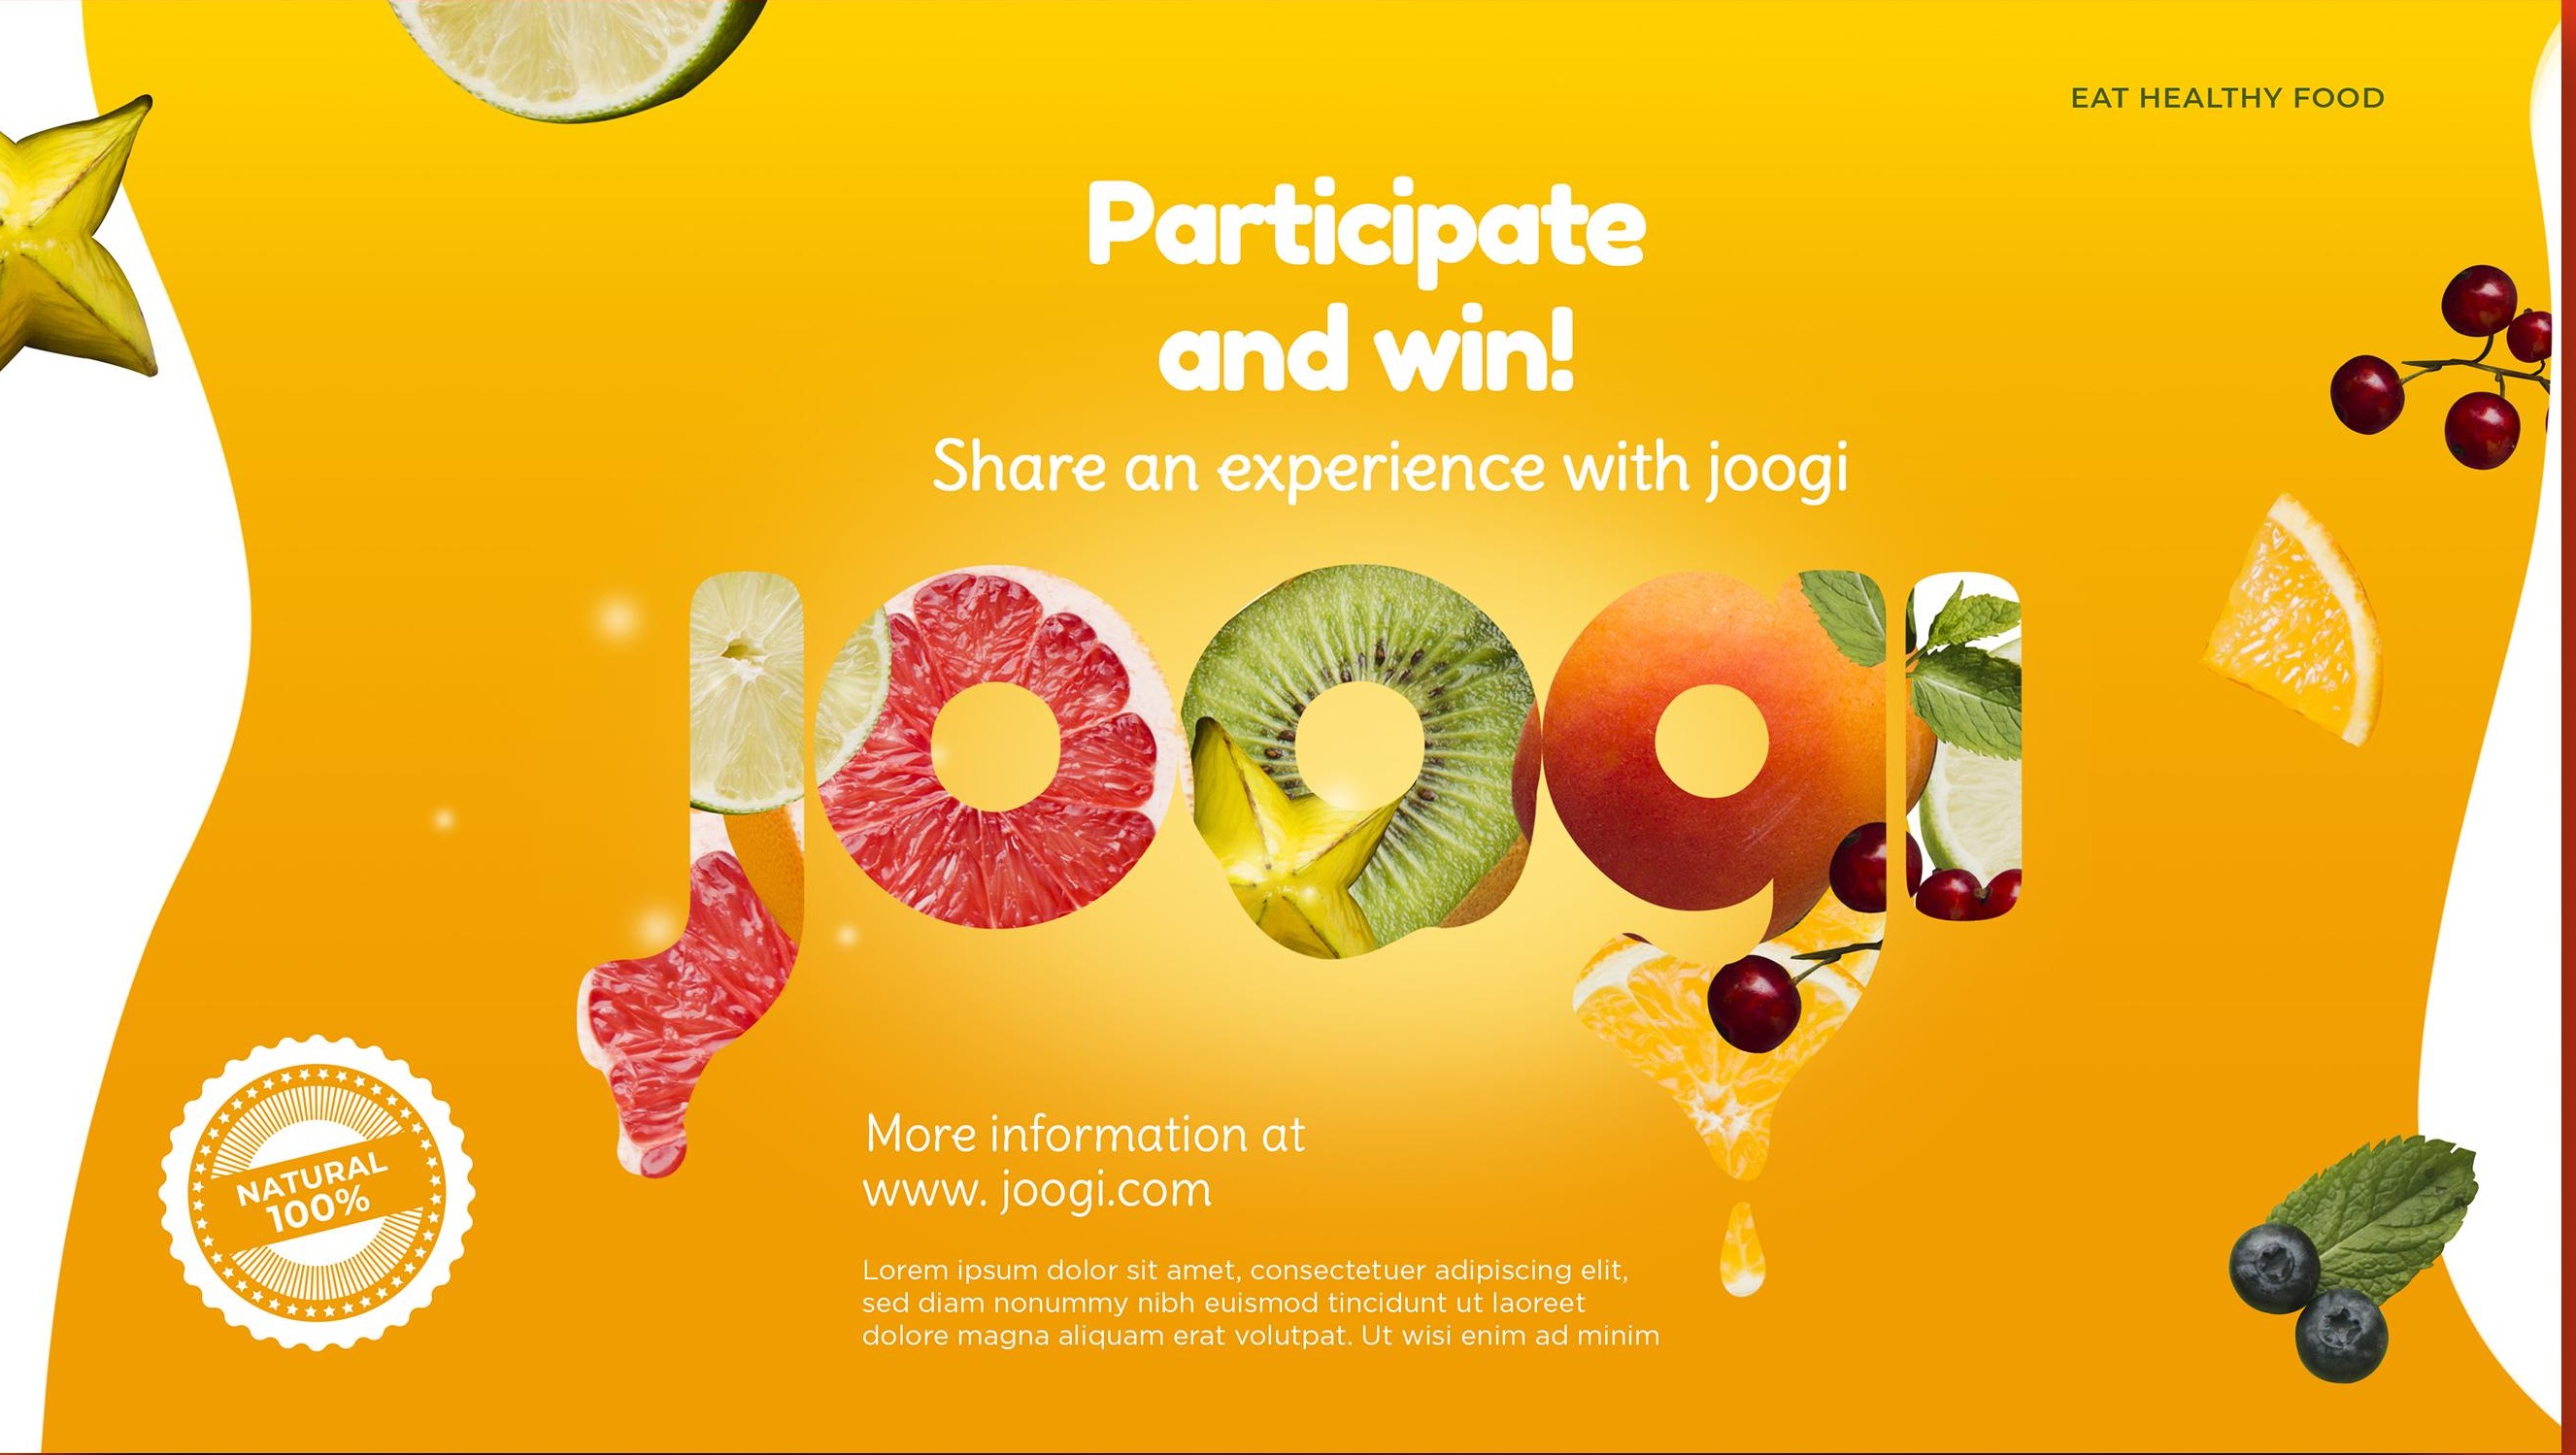 EAT HEALTHY FOOD
Participate
and win!
Share an experience with joogi
joogi
More information at
www. joogi.com
NATURAL
100%
Lorem ipsum dolor sit amet, consectetuer adipiscing elit,
sed diam nonummy nibh euismod tincidunt ut laoreet
dolore magna aliquam erat volutpat. Ut wisi enim ad minim